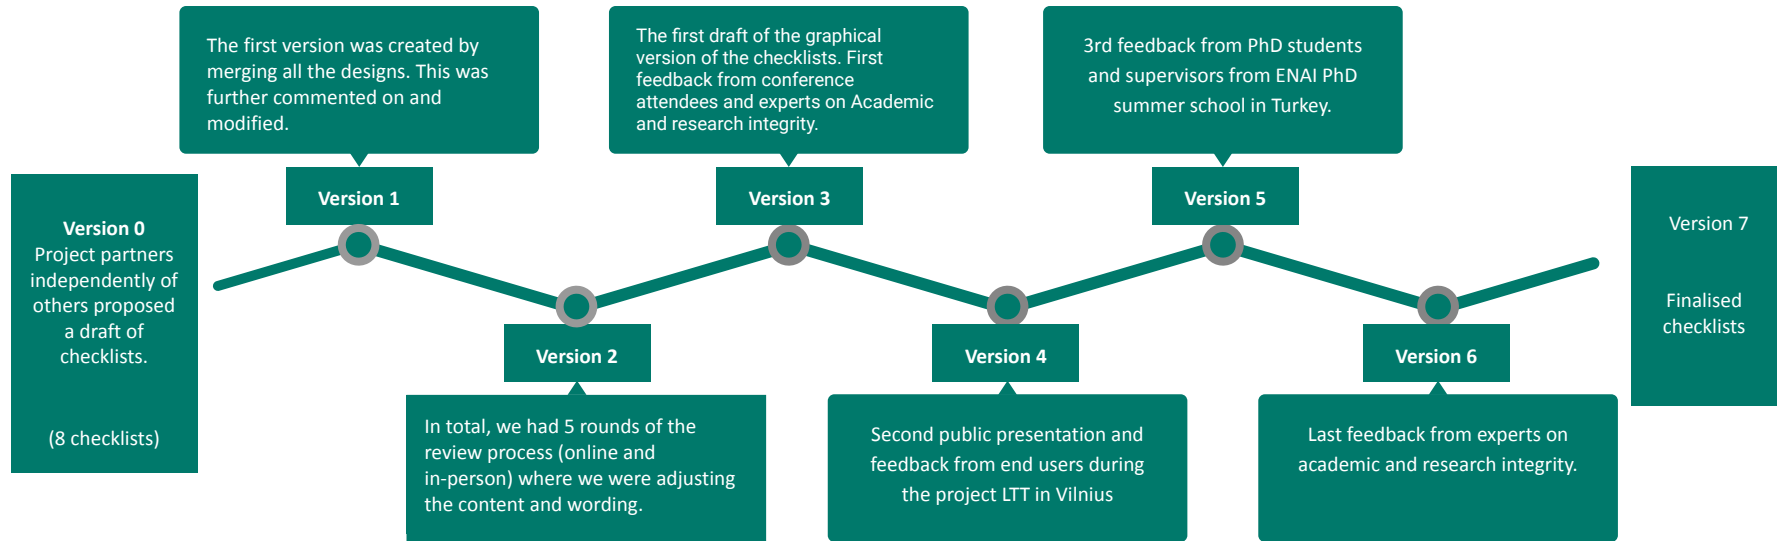 Version 0
Project partners
independently of
others proposed
a draft of
checklists.
(8 checklists)
The first version was created by
merging all the designs. This was
further commented on and
modified.
Version 1
Version 2
In total, we had 5 rounds of the
review process (online and
in-person) where we were adjusting
the content and wording.
The first draft of the graphical
version of the checklists. First
feedback from conference
attendees and experts on Academic
and research integrity.
Version 3
Version 4
Second public presentation and
feedback from end users during
the project LTT in Vilnius
3rd feedback from PhD students
and supervisors from ENAI PhD
summer school in Turkey.
Version 5
Version 6
Last feedback from experts on
academic and research integrity.
Version 7
Finalised
checklists